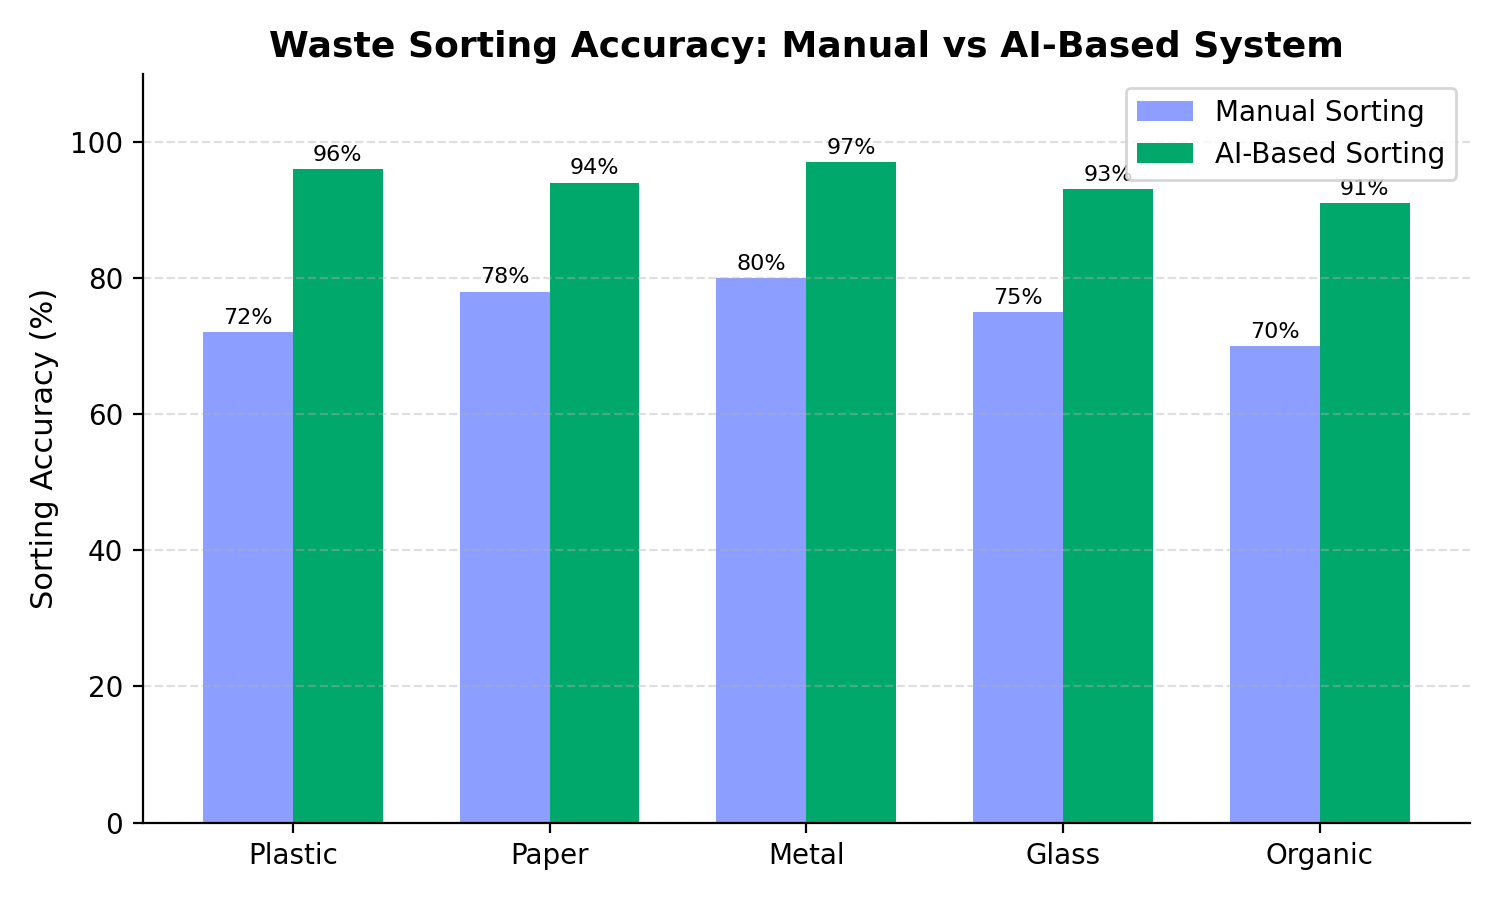 Waste Sorting Accuracy: Manual vs AI-Based System
Manual Sorting
AI-Based Sorting
Sorting Accuracy (%)
100
80
60
40
20
0
72%
96%
78%
94%
80%
97%
75%
93%
70%
91%
Plastic
Paper
Metal
Glass
Organic